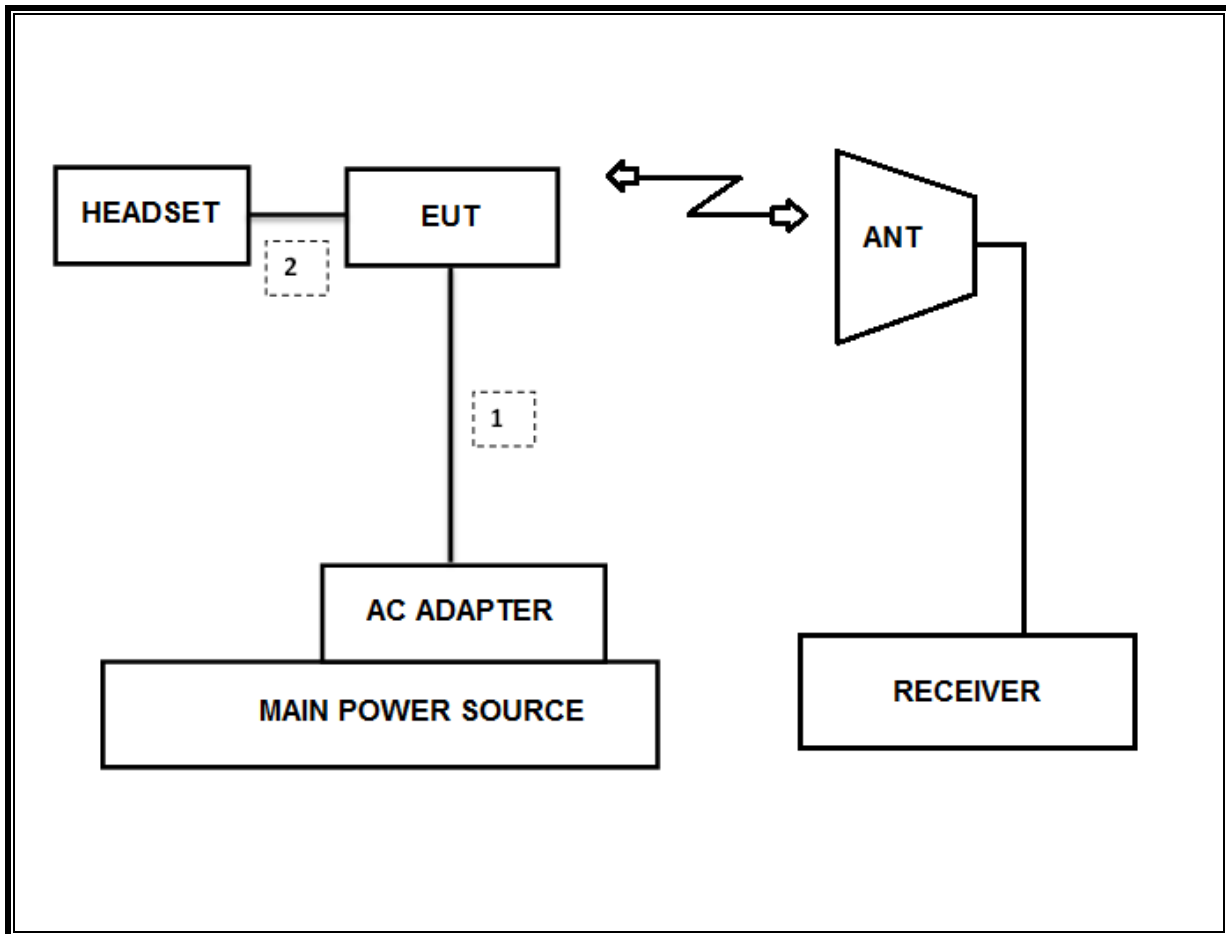 HEADSET
EUT
ANT
2
1
AC ADAPTER
MAIN POWER SOURCE
RECEIVER